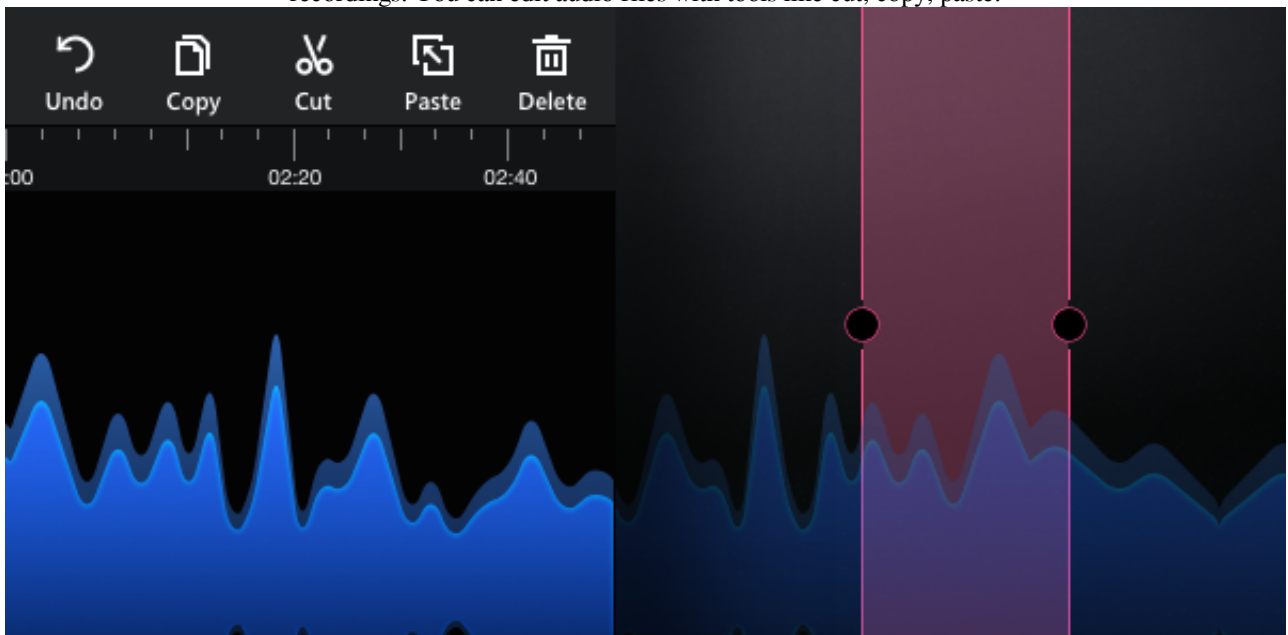 recordings. You can edit audio files with tools like cut, copy, paste.
Undo Copy Cut Paste Delete
:00 02:20 02:40